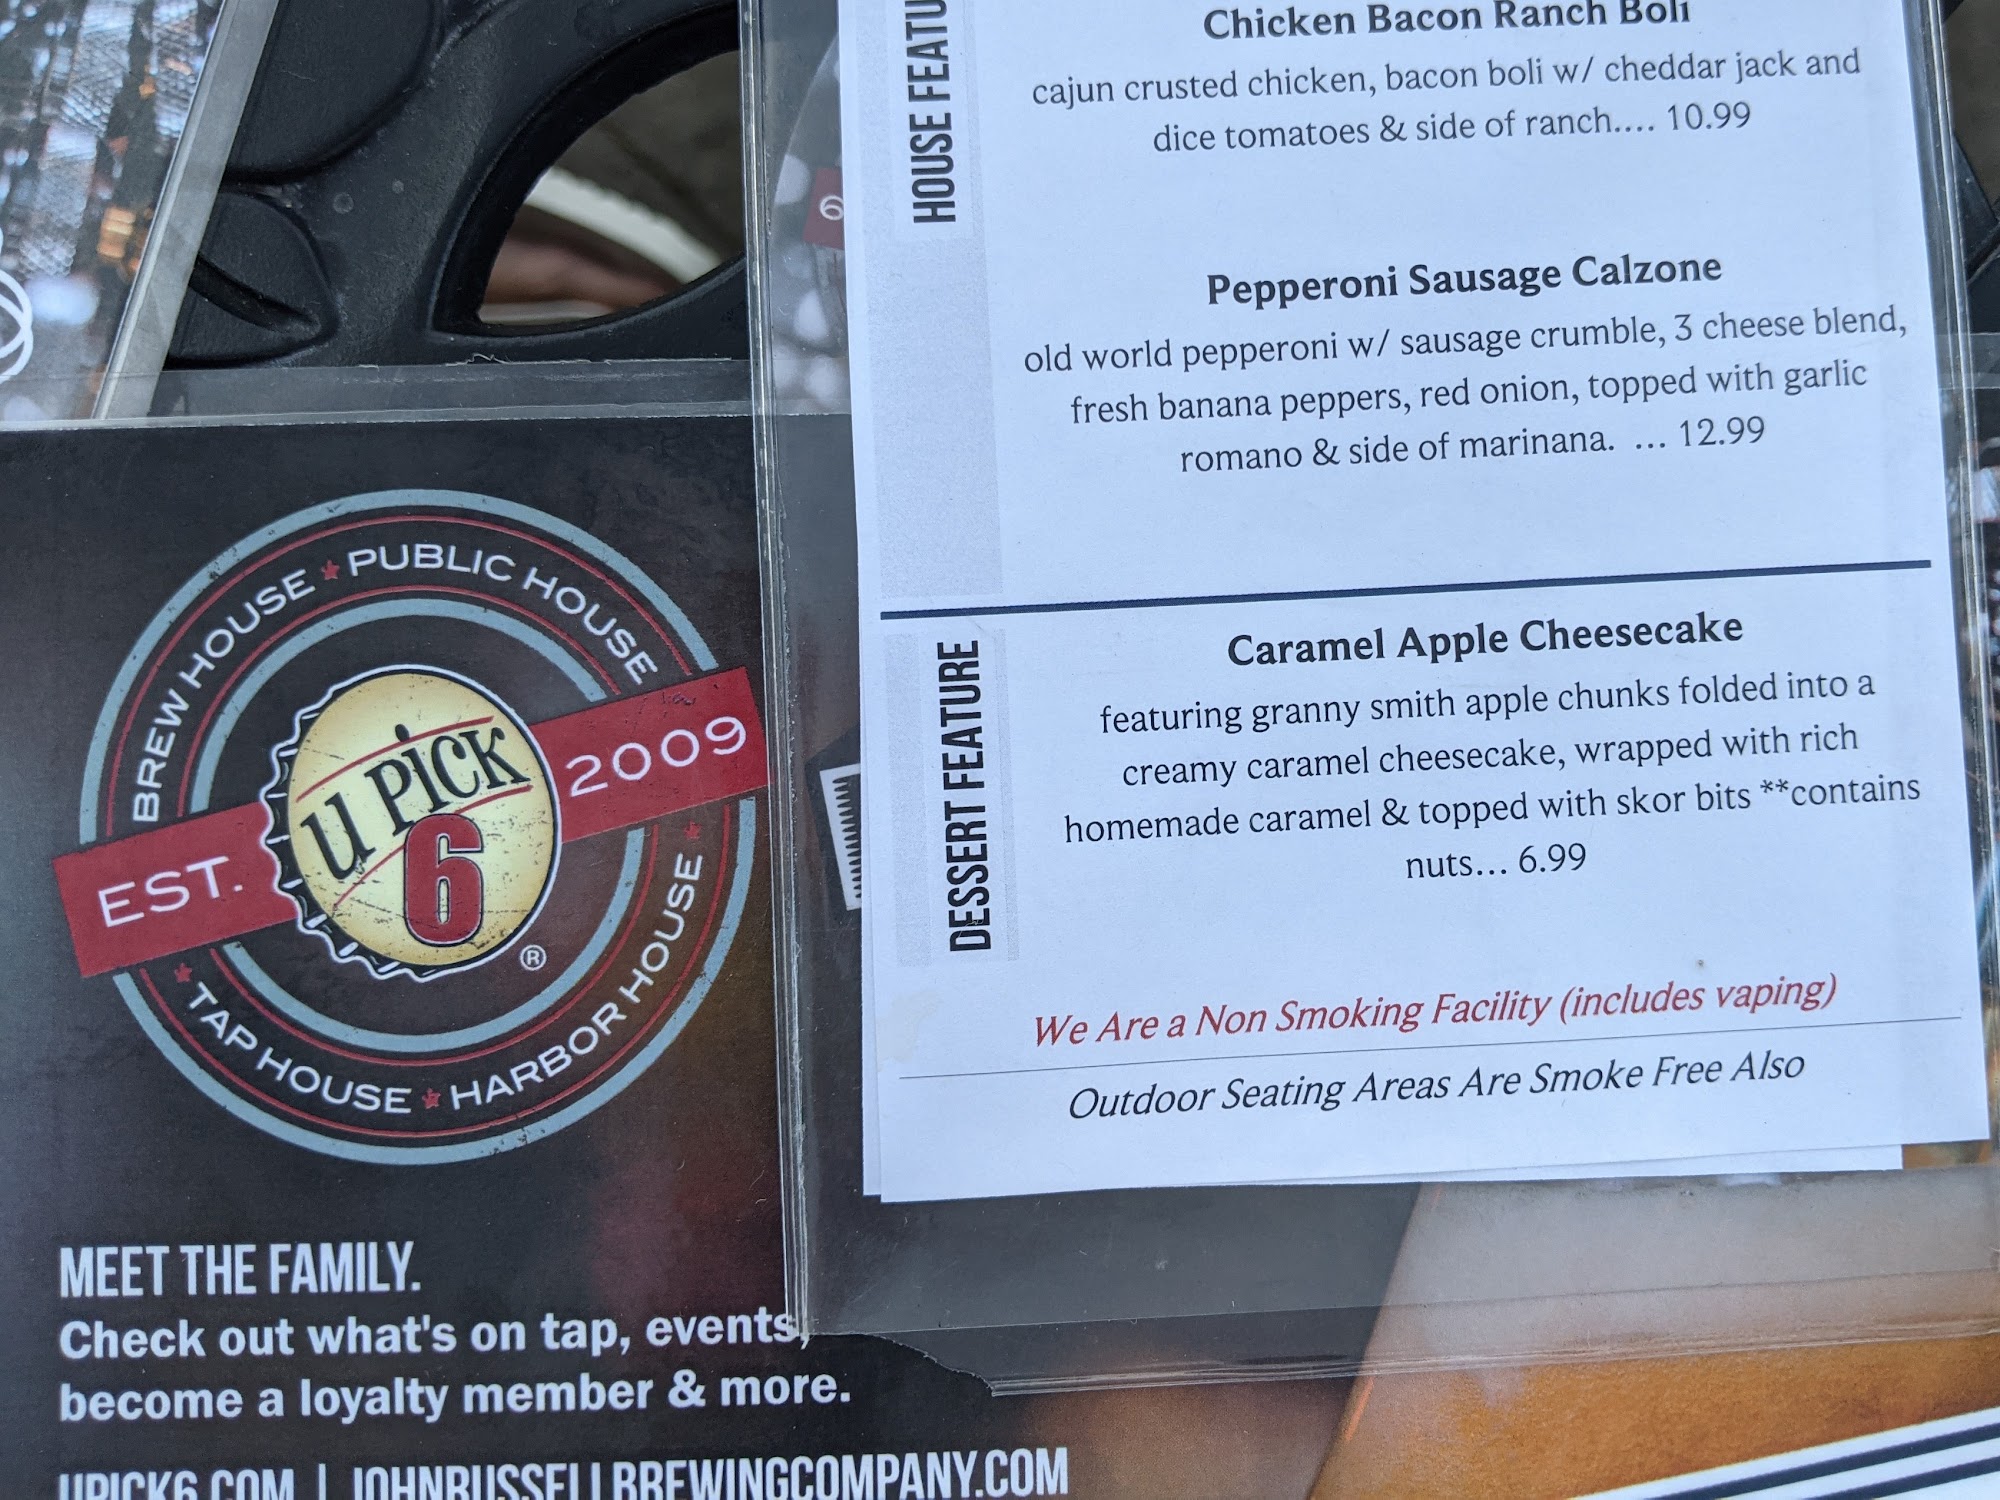 HOUSE FEATU
Chicken Bacon Ranch Boli
cajun crusted chicken, bacon boli w/ cheddar jack and
dice tomatoes & side of ranch.... 10.99
Pepperoni Sausage Calzone
old world pepperoni w/ sausage crumble, 3 cheese blend,
fresh banana peppers, red onion, topped with garlic
romano & side of marinana. ... 12.99
DESSERT FEATURE
Caramel Apple Cheesecake
featuring granny smith apple chunks folded into a
creamy caramel cheesecake, wrapped with rich
homemade caramel & topped with skor bits **contains
nuts... 6.99
We Are a Non Smoking Facility (includes vaping)
Outdoor Seating Areas Are Smoke Free Also
6
BREW HOUSE ★ PUBLIC HOUSE
EST. 2009
U PICK
6
®
★ TAP HOUSE ★ HARBOR HOUSE ★
MEET THE FAMILY.
Check out what's on tap, events,
become a loyalty member & more.
UPICK6.COM | JOHNRUSSELLBREWINGCOMPANY.COM